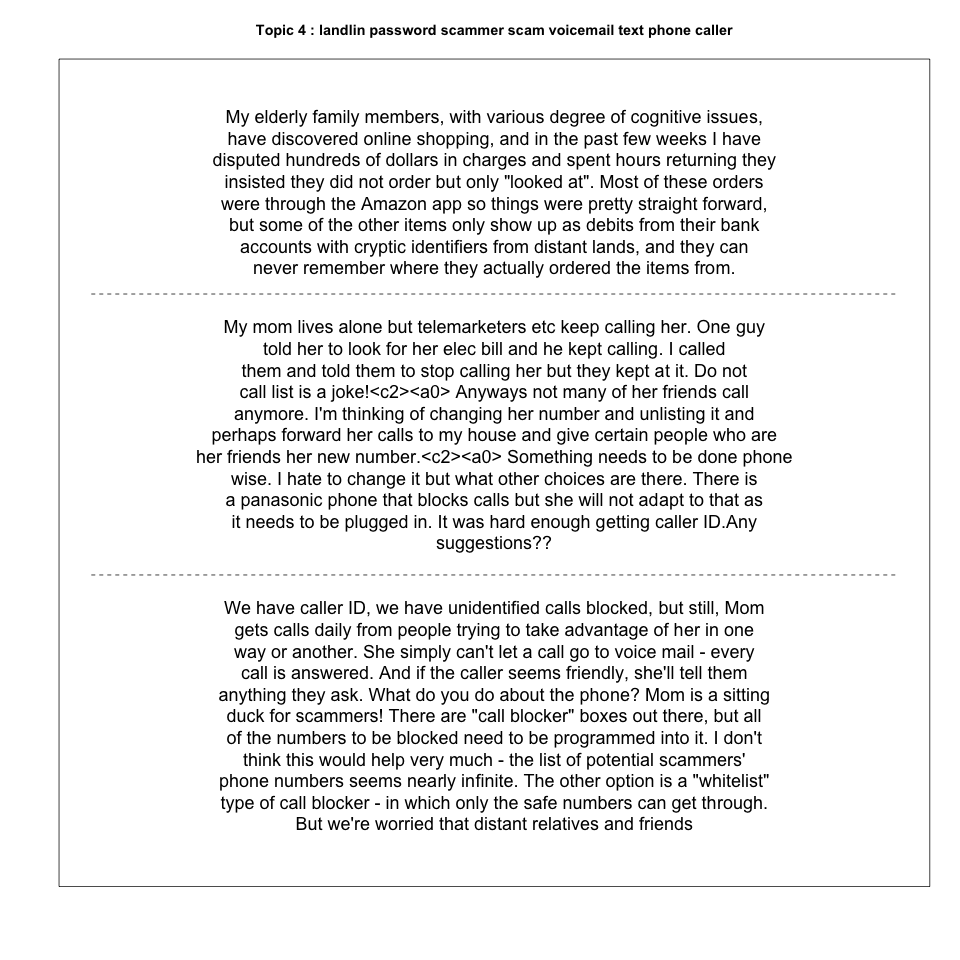 Topic 4 : landlin password scammer scam voicemail text phone caller
My elderly family members, with various degree of cognitive issues,
have discovered online shopping, and in the past few weeks I have
disputed hundreds of dollars in charges and spent hours returning they
insisted they did not order but only "looked at". Most of these orders
were through the Amazon app so things were pretty straight forward,
but some of the other items only show up as debits from their bank
accounts with cryptic identifiers from distant lands, and they can
never remember where they actually ordered the items from.
My mom lives alone but telemarketers etc keep calling her. One guy
told her to look for her elec bill and he kept calling. I called
them and told them to stop calling her but they kept at it. Do not
call list is a joke!<c2><a0> Anyways not many of her friends call
anymore. I'm thinking of changing her number and unlisting it and
perhaps forward her calls to my house and give certain people who are
her friends her new number.<c2><a0> Something needs to be done phone
wise. I hate to change it but what other choices are there. There is
a panasonic phone that blocks calls but she will not adapt to that as
it needs to be plugged in. It was hard enough getting caller ID.Any
suggestions??
We have caller ID, we have unidentified calls blocked, but still, Mom
gets calls daily from people trying to take advantage of her in one
way or another. She simply can't let a call go to voice mail - every
call is answered. And if the caller seems friendly, she'll tell them
anything they ask. What do you do about the phone? Mom is a sitting
duck for scammers! There are "call blocker" boxes out there, but all
of the numbers to be blocked need to be programmed into it. I don't
think this would help very much - the list of potential scammers'
phone numbers seems nearly infinite. The other option is a "whitelist"
type of call blocker - in which only the safe numbers can get through.
But we're worried that distant relatives and friends